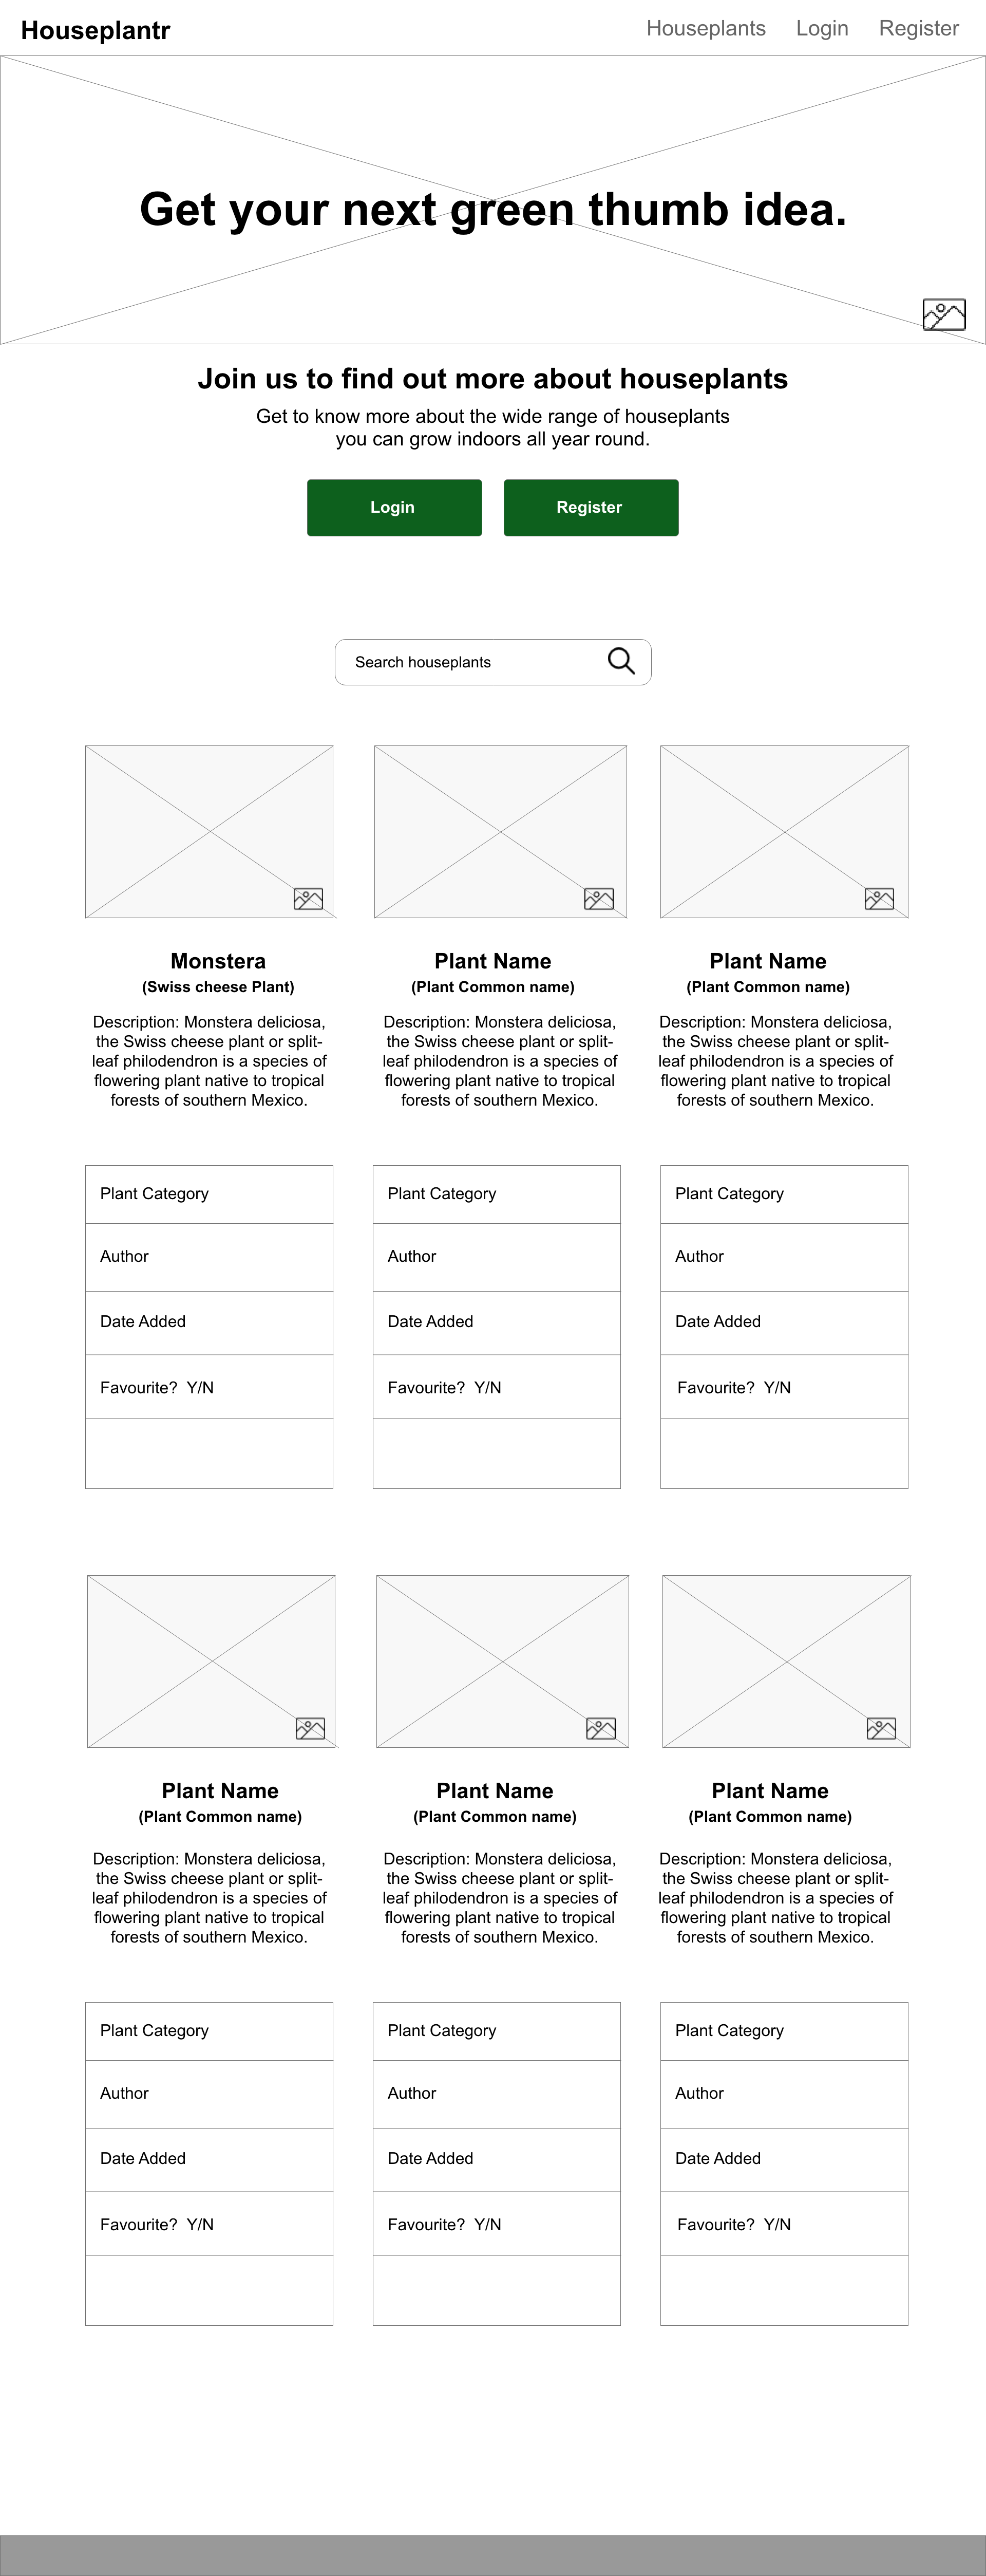 Houseplantr
Houseplants Login Register
Get your next green thumb idea.
Join us to find out more about houseplants
Get to know more about the wide range of houseplants
you can grow indoors all year round.
Login
Register
Search houseplants
Monstera
(Swiss cheese Plant)
Description: Monstera deliciosa,
the Swiss cheese plant or split-
leaf philodendron is a species of
flowering plant native to tropical
forests of southern Mexico.
Plant Name
(Plant Common name)
Description: Monstera deliciosa,
the Swiss cheese plant or split-
leaf philodendron is a species of
flowering plant native to tropical
forests of southern Mexico.
Plant Name
(Plant Common name)
Description: Monstera deliciosa,
the Swiss cheese plant or split-
leaf philodendron is a species of
flowering plant native to tropical
forests of southern Mexico.
Plant Category
Author
Date Added
Favourite? Y/N
Plant Category
Author
Date Added
Favourite? Y/N
Plant Category
Author
Date Added
Favourite? Y/N
Plant Name
(Plant Common name)
Description: Monstera deliciosa,
the Swiss cheese plant or split-
leaf philodendron is a species of
flowering plant native to tropical
forests of southern Mexico.
Plant Name
(Plant Common name)
Description: Monstera deliciosa,
the Swiss cheese plant or split-
leaf philodendron is a species of
flowering plant native to tropical
forests of southern Mexico.
Plant Name
(Plant Common name)
Description: Monstera deliciosa,
the Swiss cheese plant or split-
leaf philodendron is a species of
flowering plant native to tropical
forests of southern Mexico.
Plant Category
Author
Date Added
Favourite? Y/N
Plant Category
Author
Date Added
Favourite? Y/N
Plant Category
Author
Date Added
Favourite? Y/N